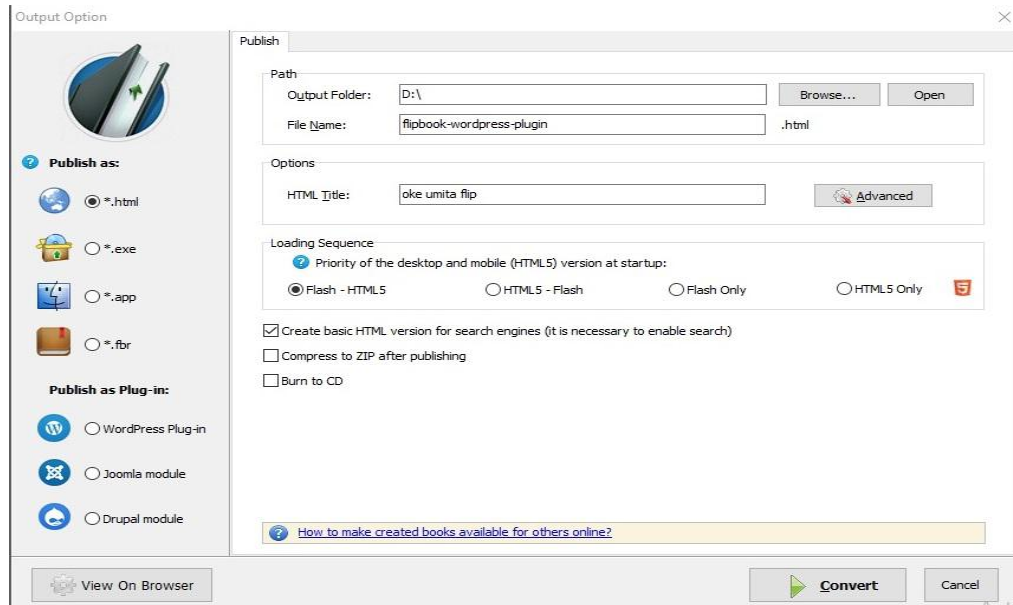 Output Option
Publish
Path
Output Folder: D:\ Browse... Open
File Name: flipbook-wordpress-plugin .html
Publish as:
*.html
*.exe
*.app
*.fbr
Publish as Plug-in:
WordPress Plug-in
Joomla module
Drupal module
Options
HTML Title: oke umita flip Advanced
Loading Sequence
Priority of the desktop and mobile (HTML5) version at startup:
Flash - HTML5 HTML5 - Flash Flash Only HTML5 Only
Create basic HTML version for search engines (it is necessary to enable search)
Compress to ZIP after publishing
Burn to CD
How to make created books available for others online?
View On Browser Convert Cancel